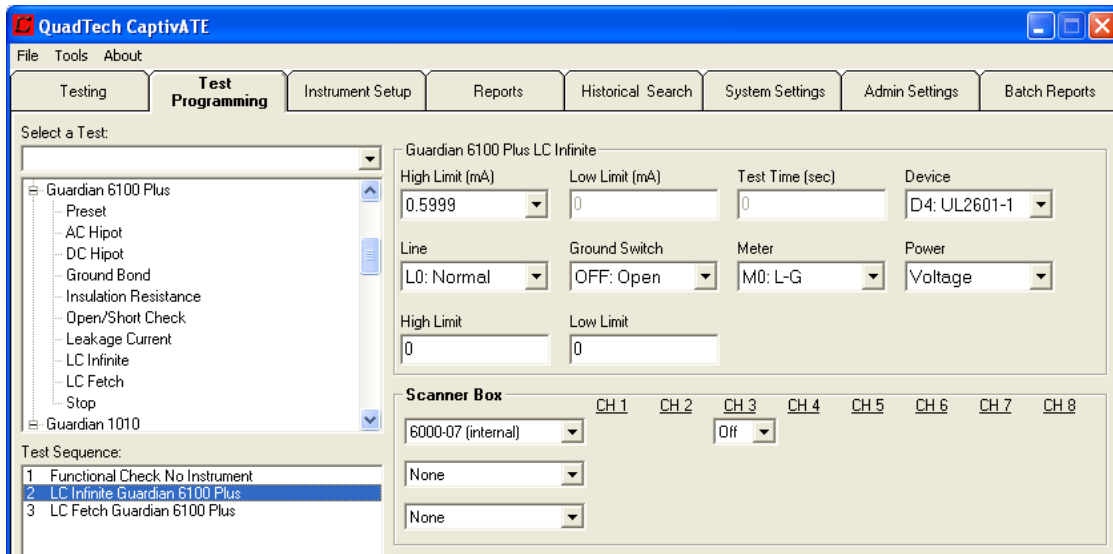 QuadTech CaptivATE
File Tools About
Testing
Test Programming
Instrument Setup
Reports
Historical Search
System Settings
Admin Settings
Batch Reports
Select a Test:
Guardian 6100 Plus
Preset
AC Hipot
DC Hipot
Ground Bond
Insulation Resistance
Open/Short Check
Leakage Current
LC Infinite
LC Fetch
Stop
Guardian 1010
Test Sequence:
1 Functional Check No Instrument
2 LC Infinite Guardian 6100 Plus
3 LC Fetch Guardian 6100 Plus
Guardian 6100 Plus LC Infinite
High Limit (mA) Low Limit (mA) Test Time (sec) Device
0.5999 0 0 D4: UL2601-1
Line Ground Switch Meter Power
L0: Normal OFF: Open M0: L-G Voltage
High Limit Low Limit
0 0
Scanner Box CH 1 CH 2 CH 3 CH 4 CH 5 CH 6 CH 7 CH 8
6000-07 (internal) Off
None
None